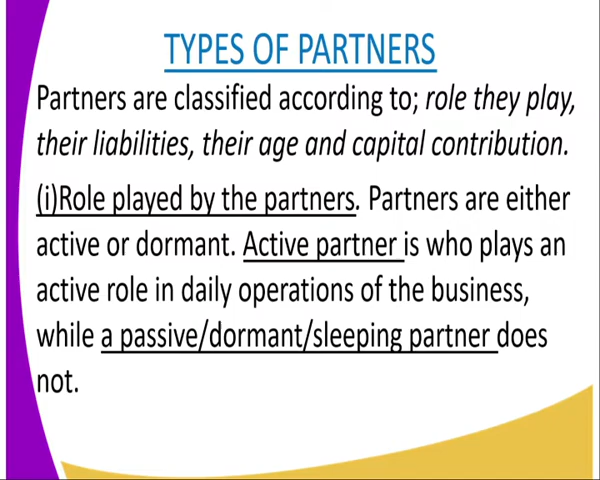 TYPES OF PARTNERS
Partners are classified according to; role they play,
their liabilities, their age and capital contribution.
(i)Role played by the partners. Partners are either
active or dormant. Active partner is who plays an
active role in daily operations of the business,
while a passive/dormant/sleeping partner does
not.